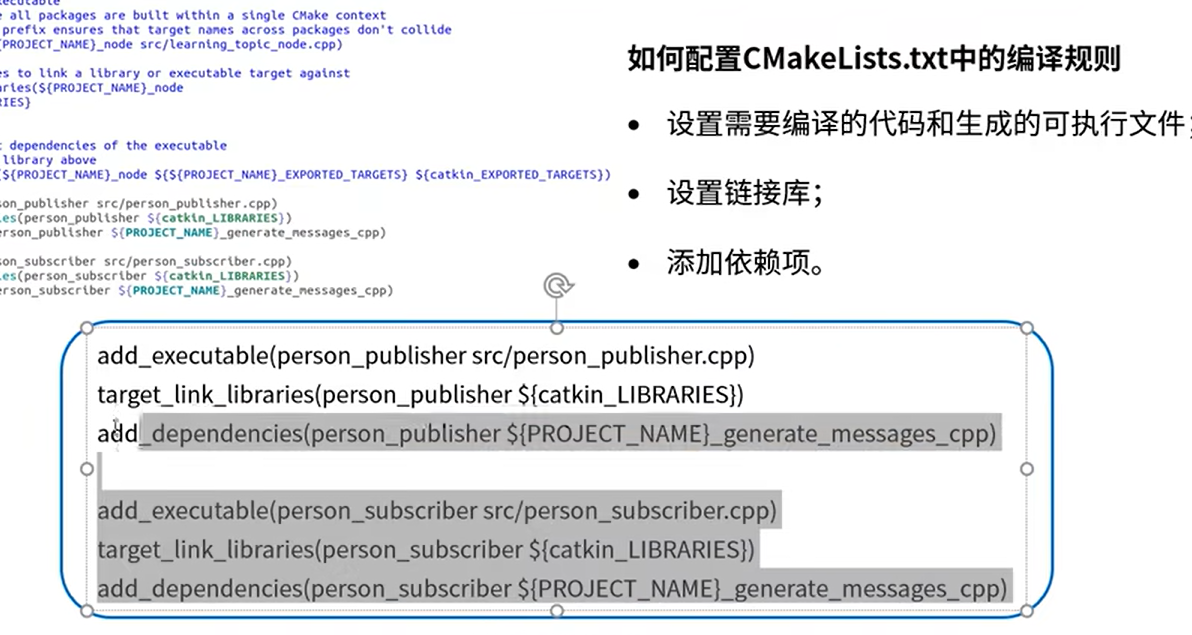 executable
e all packages are built within a single CMake context
prefix ensures that target names across packages don't collide
{PROJECT_NAME}_node src/learning_topic_node.cpp)
es to link a library or executable target against
aries(${PROJECT_NAME}_node
RIES}
t dependencies of the executable
library above
(${PROJECT_NAME}_node ${${PROJECT_NAME}_EXPORTED_TARGETS} ${catkin_EXPORTED_TARGETS})
son_publisher src/person_publisher.cpp)
ies(person_publisher ${catkin_LIBRARIES})
erson_publisher ${PROJECT_NAME}_generate_messages_cpp)
son_subscriber src/person_subscriber.cpp)
ies(person_subscriber ${catkin_LIBRARIES})
erson_subscriber ${PROJECT_NAME}_generate_messages_cpp)
如何配置CMakeLists.txt中的编译规则
• 设置需要编译的代码和生成的可执行文件;
• 设置链接库;
• 添加依赖项。
add_executable(person_publisher src/person_publisher.cpp)
target_link_libraries(person_publisher ${catkin_LIBRARIES})
add_dependencies(person_publisher ${PROJECT_NAME}_generate_messages_cpp)
add_executable(person_subscriber src/person_subscriber.cpp)
target_link_libraries(person_subscriber ${catkin_LIBRARIES})
add_dependencies(person_subscriber ${PROJECT_NAME}_generate_messages_cpp)